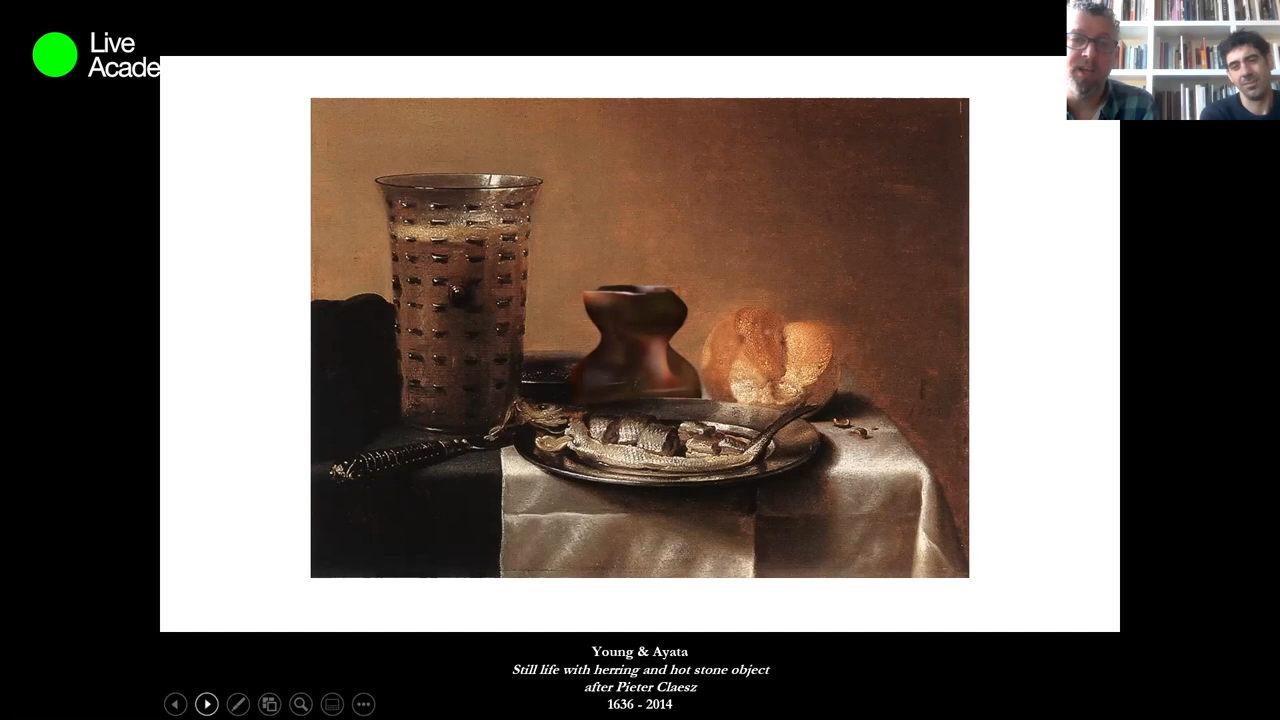 Live
Acade
Young & Ayata
Still life with herring and hot stone object
after Pieter Claesz
1636 - 2014